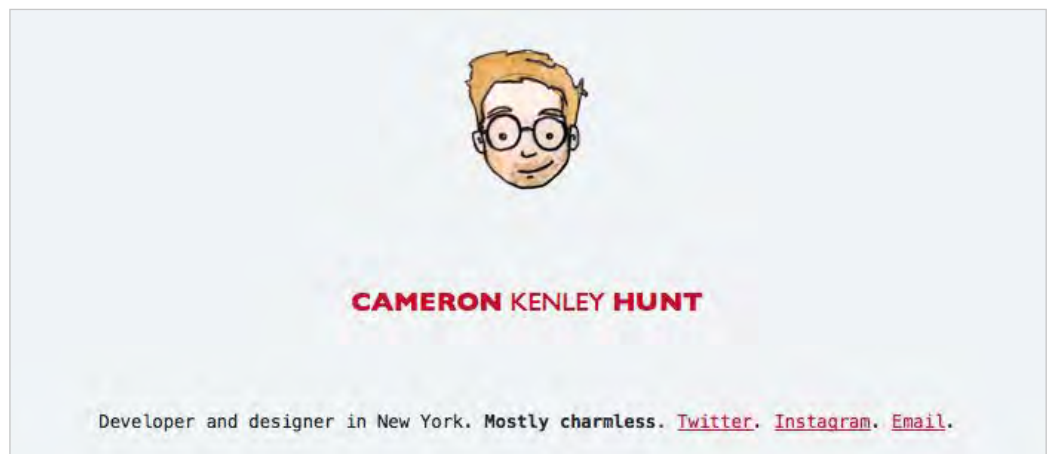 CAMERON KENLEY HUNT
Developer and designer in New York. Mostly charmless. Twitter. Instagram. Email.